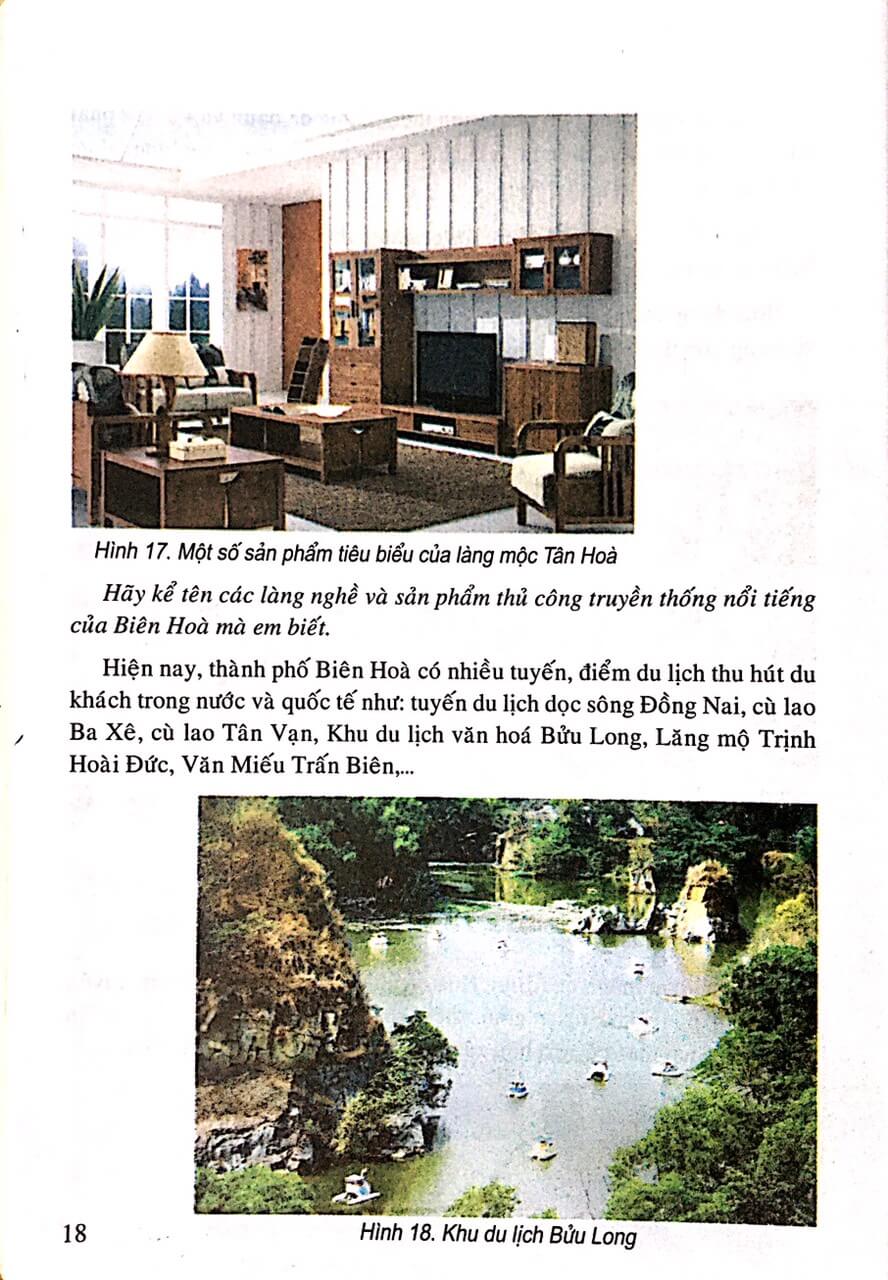 Hình 17. Một số sản phẩm tiêu biểu của làng mộc Tân Hoà
Hãy kể tên các làng nghề và sản phẩm thủ công truyền thống nổi tiếng
của Biên Hoà mà em biết.
Hiện nay, thành phố Biên Hoà có nhiều tuyến, điểm du lịch thu hút du
khách trong nước và quốc tế như: tuyến du lịch dọc sông Đồng Nai, cù lao
Ba Xê, cù lao Tân Vạn, Khu du lịch văn hoá Bửu Long, Lăng mộ Trịnh
Hoài Đức, Văn Miếu Trấn Biên,...
18
Hình 18. Khu du lịch Bửu Long